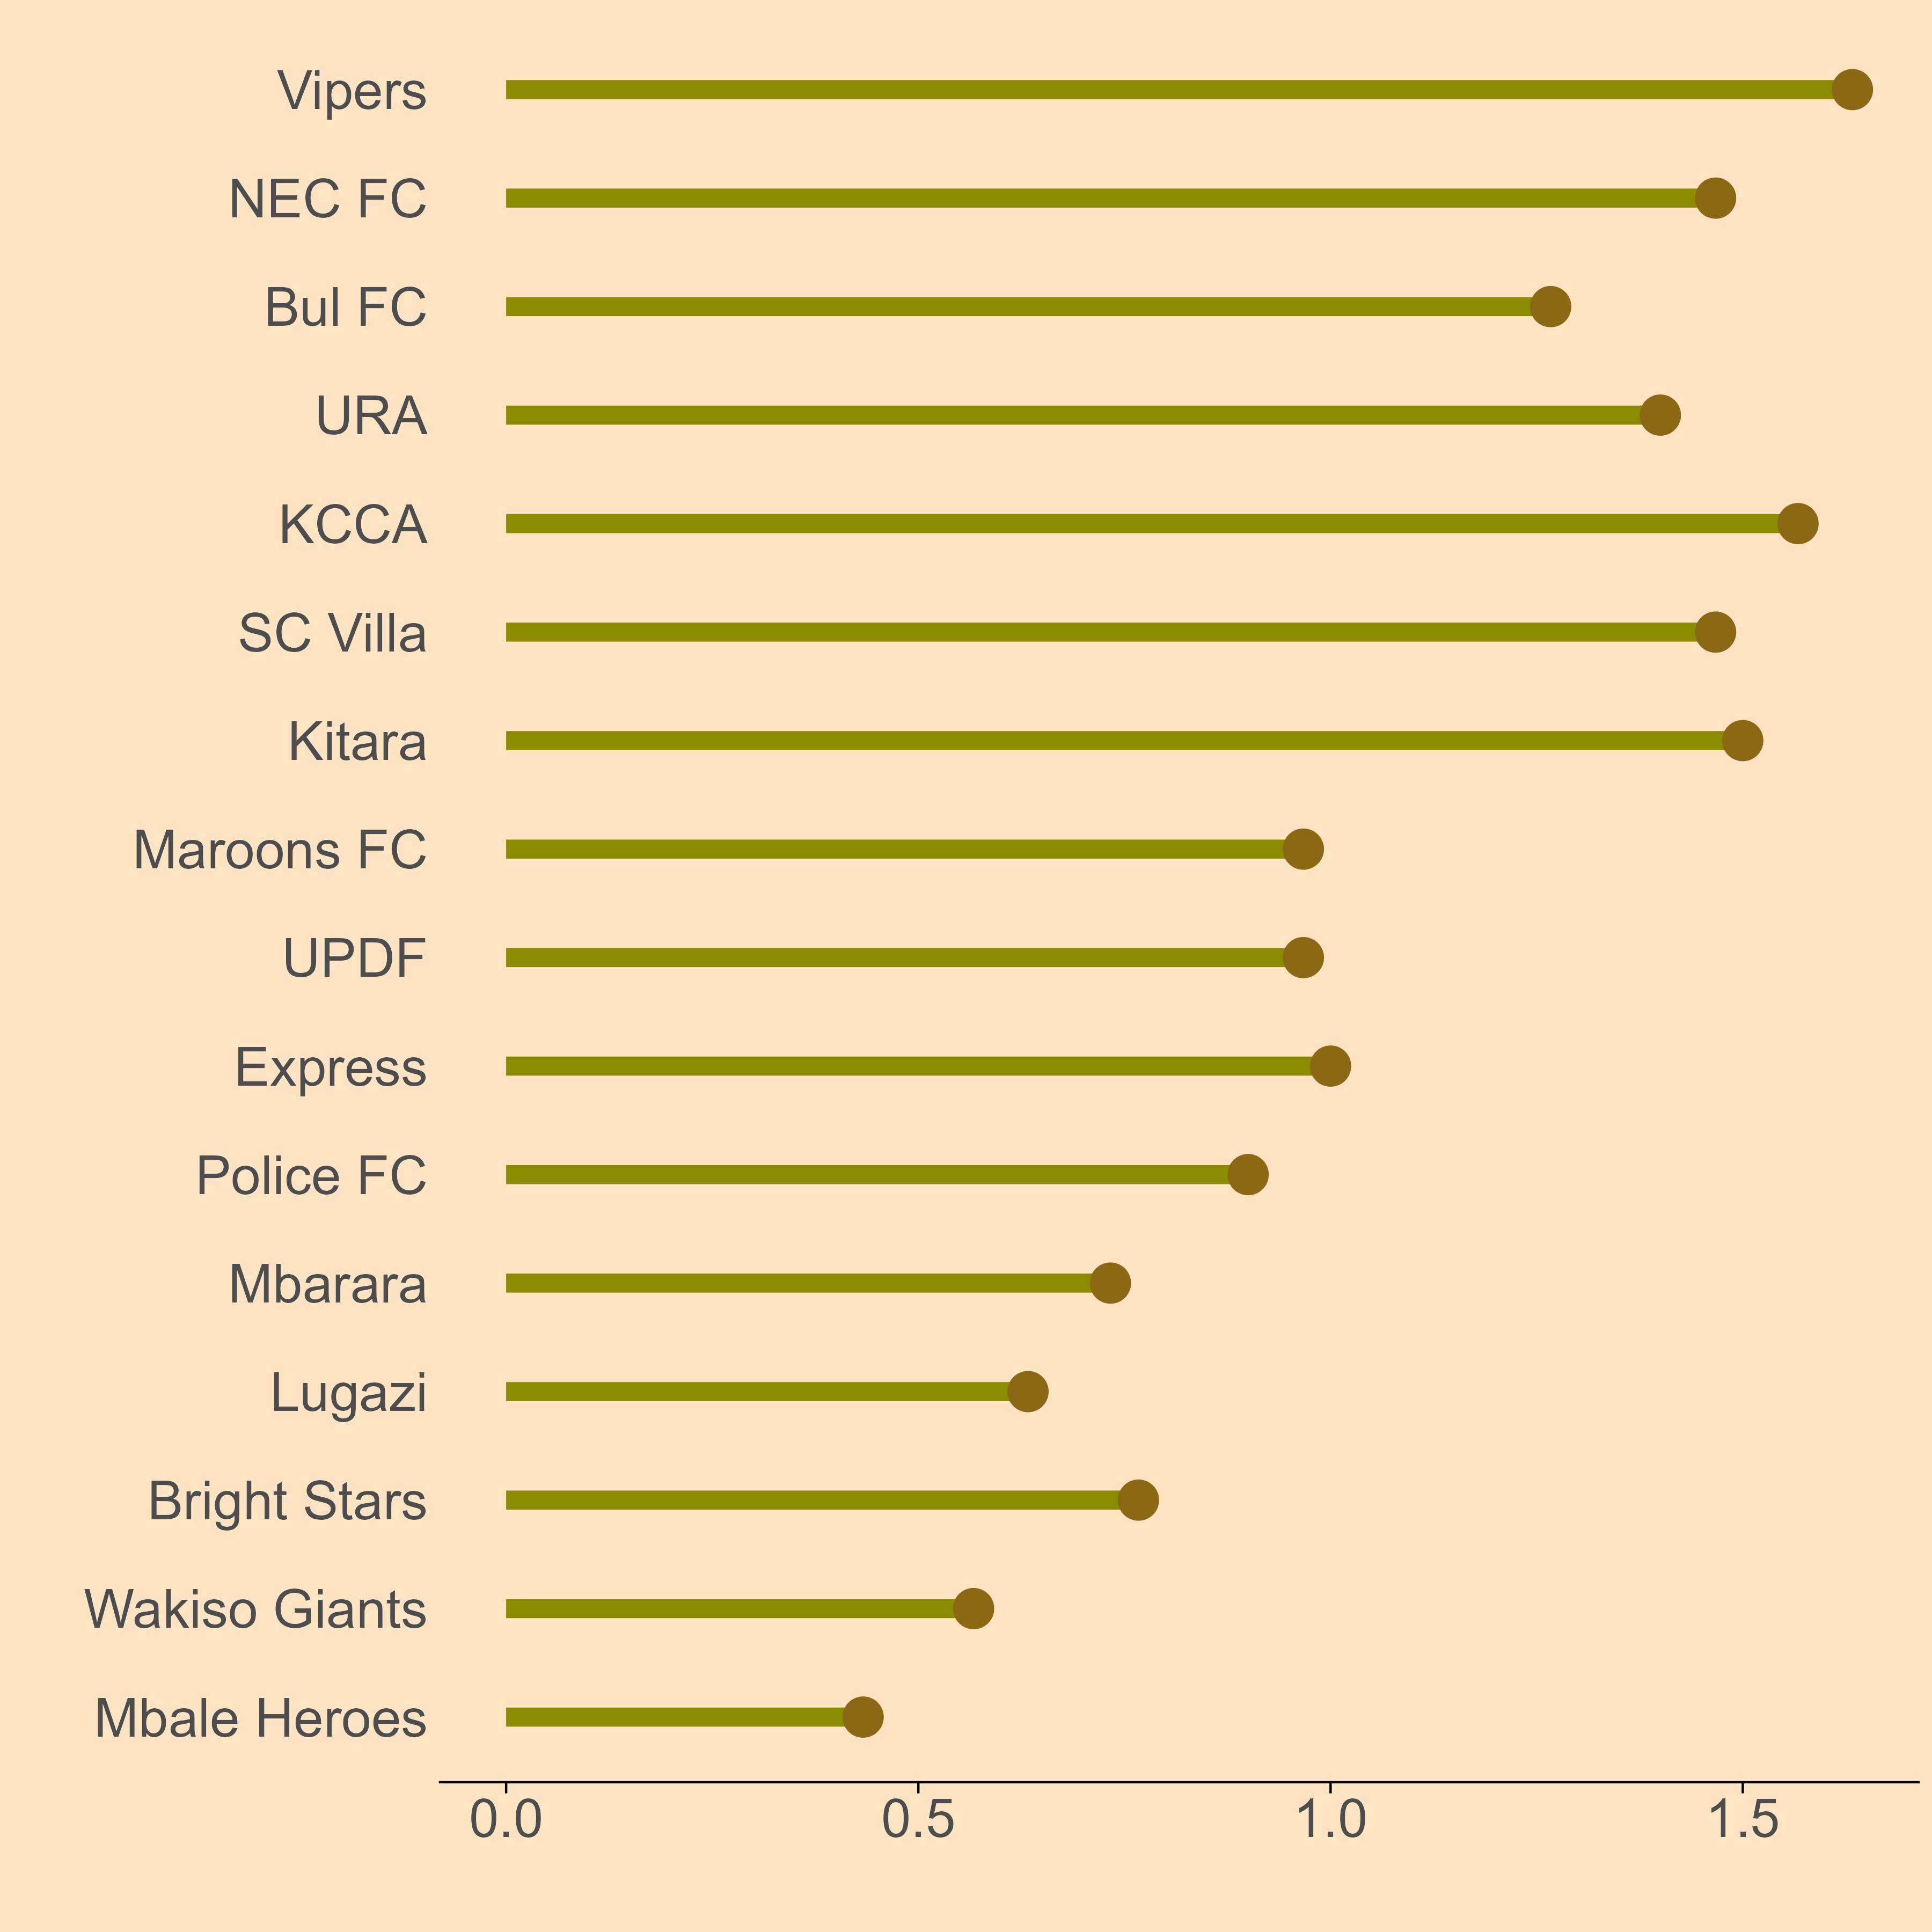 Vipers
NEC FC
Bul FC
URA
KCCA
SC Villa
Kitara
Maroons FC
UPDF
Express
Police FC
Mbarara
Lugazi
Bright Stars
Wakiso Giants
Mbale Heroes
0.0 0.5 1.0 1.5